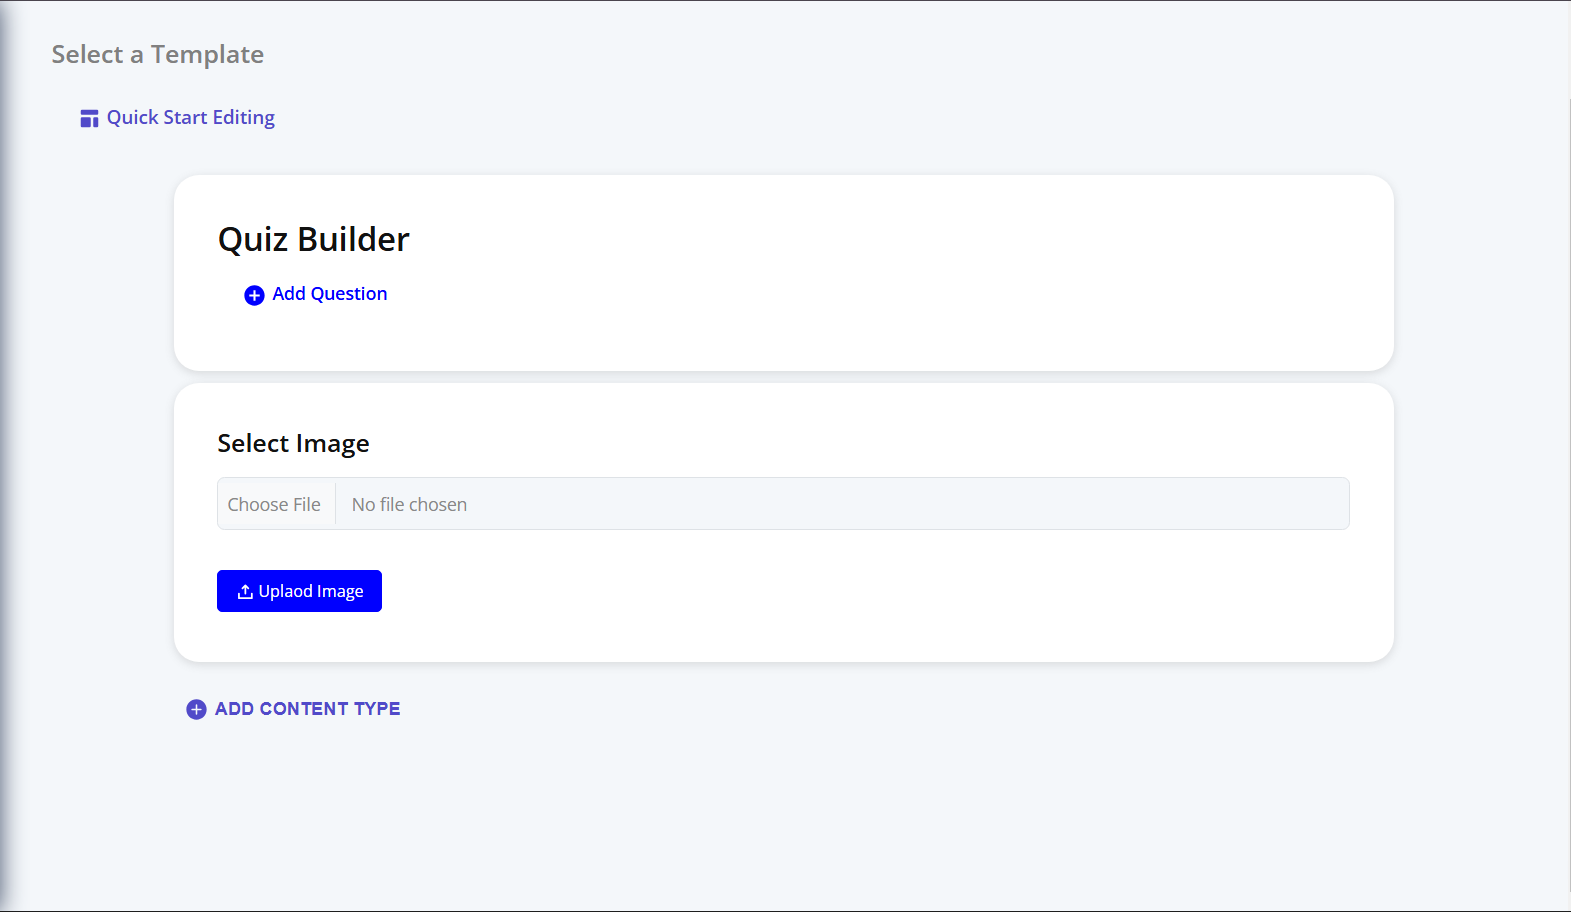 Select a Template
Quick Start Editing
Quiz Builder
Add Question
Select Image
Choose File No file chosen
Uplaod Image
ADD CONTENT TYPE